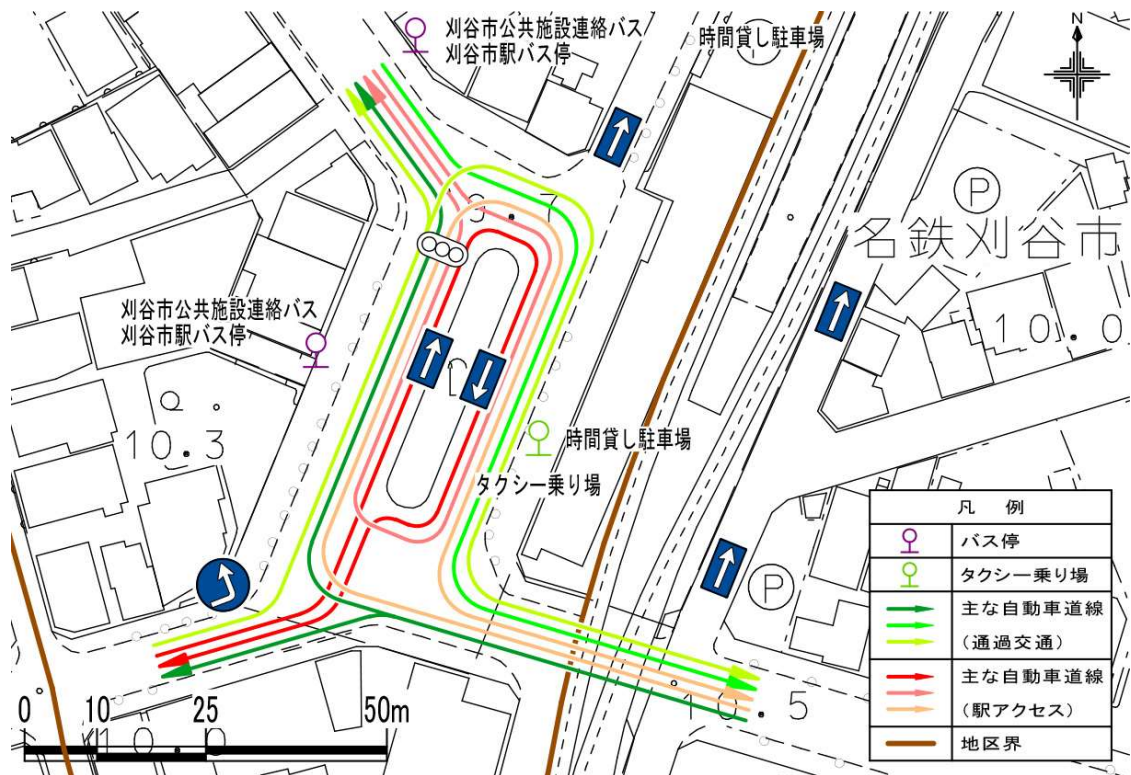 刈谷市公共施設連絡バス
刈谷市駅バス停
時間貸し駐車場
N
P
名鉄刈谷市
刈谷市公共施設連絡バス
刈谷市駅バス停
10.0
10.3
時間貸し駐車場
タクシー乗り場
P
凡 例
バス停
タクシー乗り場
主な自動車道線
(通過交通)
主な自動車道線
(駅アクセス)
地区界
10.5
0 10 25 50m